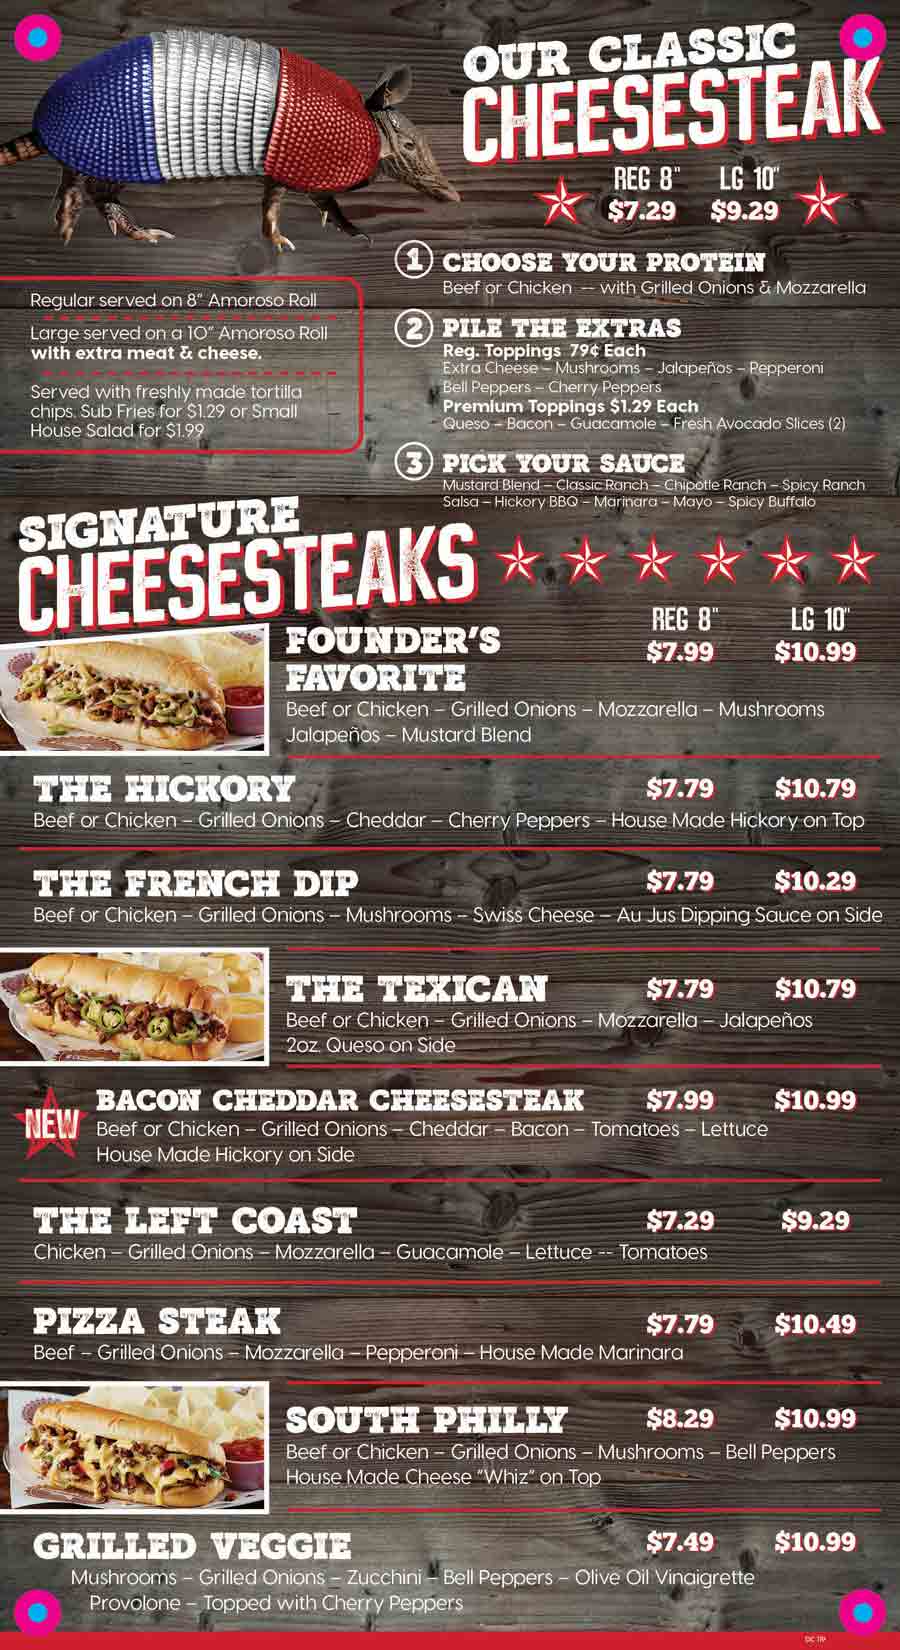 OUR CLASSIC
CHEESESTEAK
REG 8" LG 10"
$7.29 $9.29
1 CHOOSE YOUR PROTEIN
Beef or Chicken -- with Grilled Onions & Mozzarella
2 PILE THE EXTRAS
Reg. Toppings 79¢ Each
Extra Cheese – Mushrooms – Jalapeños – Pepperoni
Bell Peppers – Cherry Peppers
Premium Toppings $1.29 Each
Queso – Bacon – Guacamole – Fresh Avocado Slices (2)
3 PICK YOUR SAUCE
Mustard Blend – Classic Ranch – Chipotle Ranch – Spicy Ranch
Salsa – Hickory BBQ – Marinara – Mayo – Spicy Buffalo
Regular served on 8" Amoroso Roll
Large served on a 10" Amoroso Roll
with extra meat & cheese.
Served with freshly made tortilla
chips. Sub Fries for $1.29 or Small
House Salad for $1.99
SIGNATURE
CHEESESTEAKS
REG 8" LG 10"
FOUNDER'S
FAVORITE
$7.99 $10.99
Beef or Chicken – Grilled Onions – Mozzarella – Mushrooms
Jalapeños – Mustard Blend
THE HICKORY $7.79 $10.79
Beef or Chicken – Grilled Onions – Cheddar – Cherry Peppers – House Made Hickory on Top
THE FRENCH DIP $7.79 $10.29
Beef or Chicken – Grilled Onions – Mushrooms – Swiss Cheese – Au Jus Dipping Sauce on Side
THE TEXICAN $7.79 $10.79
Beef or Chicken – Grilled Onions – Mozzarella – Jalapeños
2oz. Queso on Side
NEW
BACON CHEDDAR CHEESESTEAK $7.99 $10.99
Beef or Chicken – Grilled Onions – Cheddar – Bacon – Tomatoes – Lettuce
House Made Hickory on Side
THE LEFT COAST $7.29 $9.29
Chicken – Grilled Onions – Mozzarella – Guacamole – Lettuce -- Tomatoes
PIZZA STEAK $7.79 $10.49
Beef – Grilled Onions – Mozzarella – Pepperoni – House Made Marinara
SOUTH PHILLY $8.29 $10.99
Beef or Chicken – Grilled Onions – Mushrooms – Bell Peppers
House Made Cheese "Whiz" on Top
GRILLED VEGGIE $7.49 $10.99
Mushrooms – Grilled Onions – Zucchini – Bell Peppers – Olive Oil Vinaigrette
Provolone – Topped with Cherry Peppers